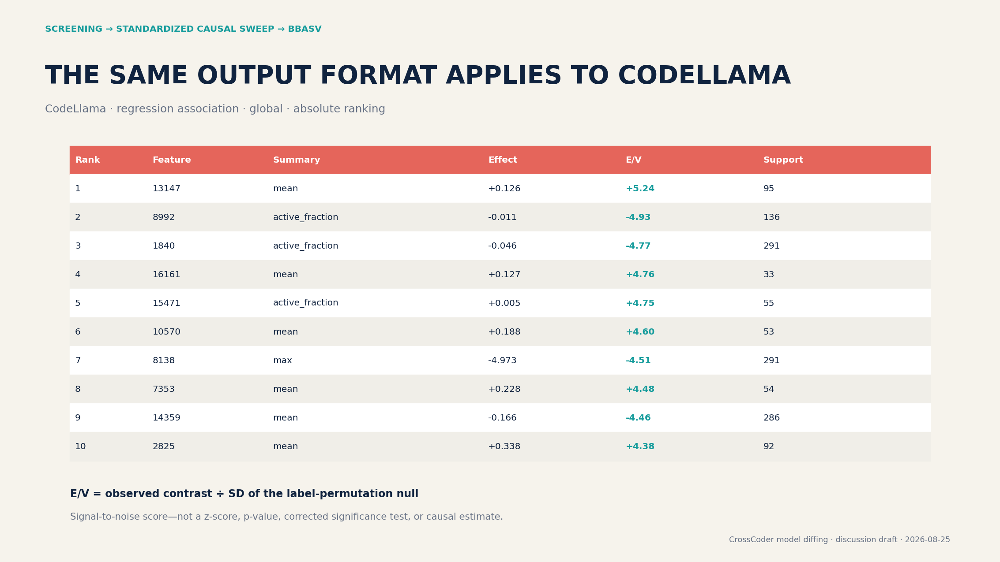 SCREENING → STANDARDIZED CAUSAL SWEEP → BBASV
THE SAME OUTPUT FORMAT APPLIES TO CODELLAMA
CodeLlama · regression association · global · absolute ranking
Rank Feature Summary Effect E/V Support
1 13147 mean +0.126 +5.24 95
2 8992 active_fraction -0.011 -4.93 136
3 1840 active_fraction -0.046 -4.77 291
4 16161 mean +0.127 +4.76 33
5 15471 active_fraction +0.005 +4.75 55
6 10570 mean +0.188 +4.60 53
7 8138 max -4.973 -4.51 291
8 7353 mean +0.228 +4.48 54
9 14359 mean -0.166 -4.46 286
10 2825 mean +0.338 +4.38 92
E/V = observed contrast ÷ SD of the label-permutation null
Signal-to-noise score—not a z-score, p-value, corrected significance test, or causal estimate.
CrossCoder model diffing · discussion draft · 2026-08-25